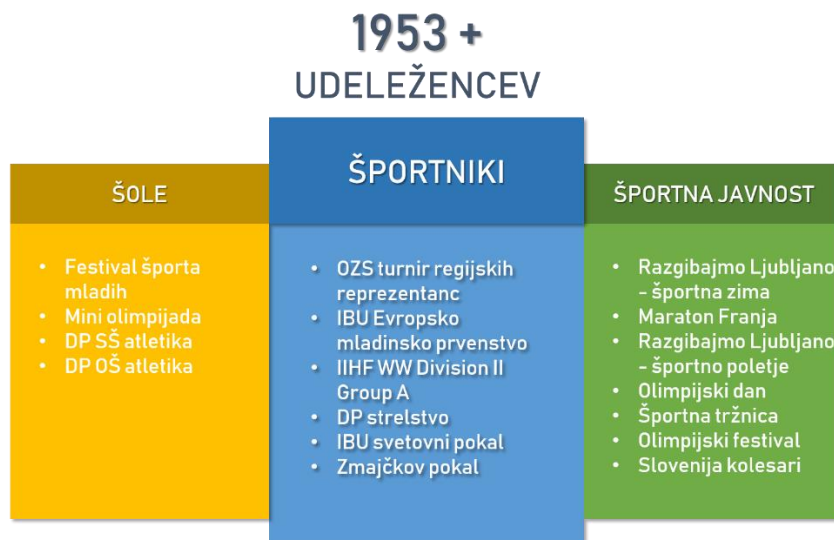 1953 +
UDELEŽENCEV
ŠOLE
• Festival športa
mladih
• Mini olimpijada
• DP SŠ atletika
• DP OŠ atletika
ŠPORTNIKI
• OZS turnir regijskih
reprezentanc
• IBU Evropsko
mladinsko prvenstvo
• IIHF WW Division II
Group A
• DP strelstvo
• IBU svetovni pokal
• Zmajčkov pokal
ŠPORTNA JAVNOST
• Razgibajmo Ljubljano
- športna zima
• Maraton Franja
• Razgibajmo Ljubljano
- športno poletje
• Olimpijski dan
• Športna tržnica
• Olimpijski festival
• Slovenija kolesari